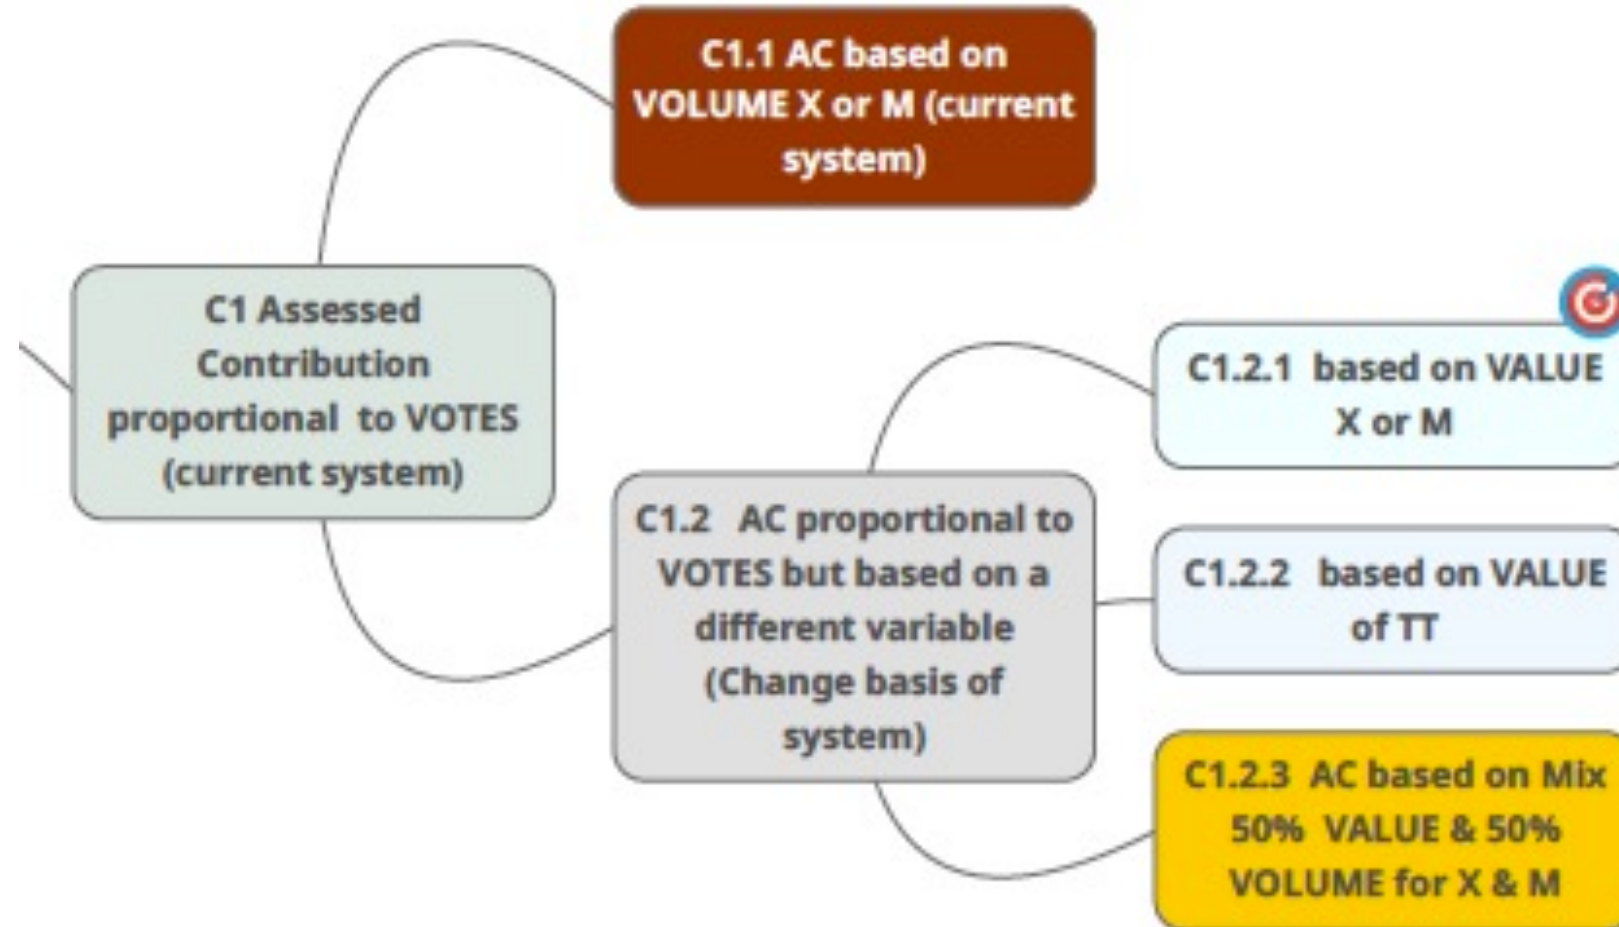 C1.1 AC based on
VOLUME X or M (current
system)
C1 Assessed
Contribution
proportional  to VOTES
(current system)
C1.2   AC proportional to
VOTES but based on a
different variable
(Change basis of
system)
C1.2.1  based on VALUE
X or M
C1.2.2   based on VALUE
of TT
C1.2.3  AC based on Mix
50%  VALUE & 50%
VOLUME for X & M